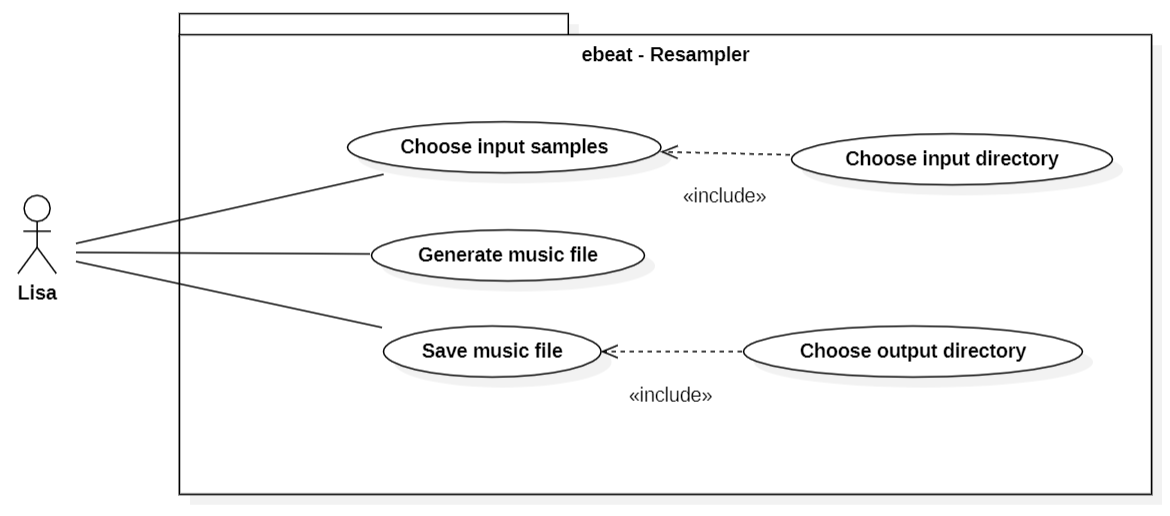 ebeat - Resampler
Choose input samples
Choose input directory
«include»
Generate music file
Lisa
Save music file
Choose output directory
«include»